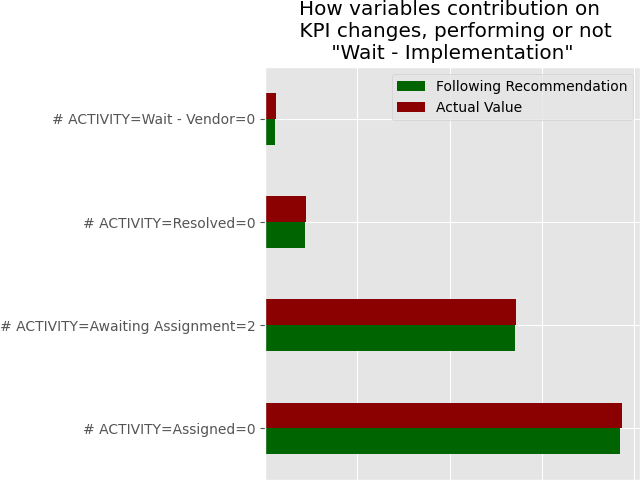 How variables contribution on
KPI changes, performing or not
"Wait - Implementation"
Following Recommendation
Actual Value
# ACTIVITY=Wait - Vendor=0
# ACTIVITY=Resolved=0
# ACTIVITY=Awaiting Assignment=2
# ACTIVITY=Assigned=0